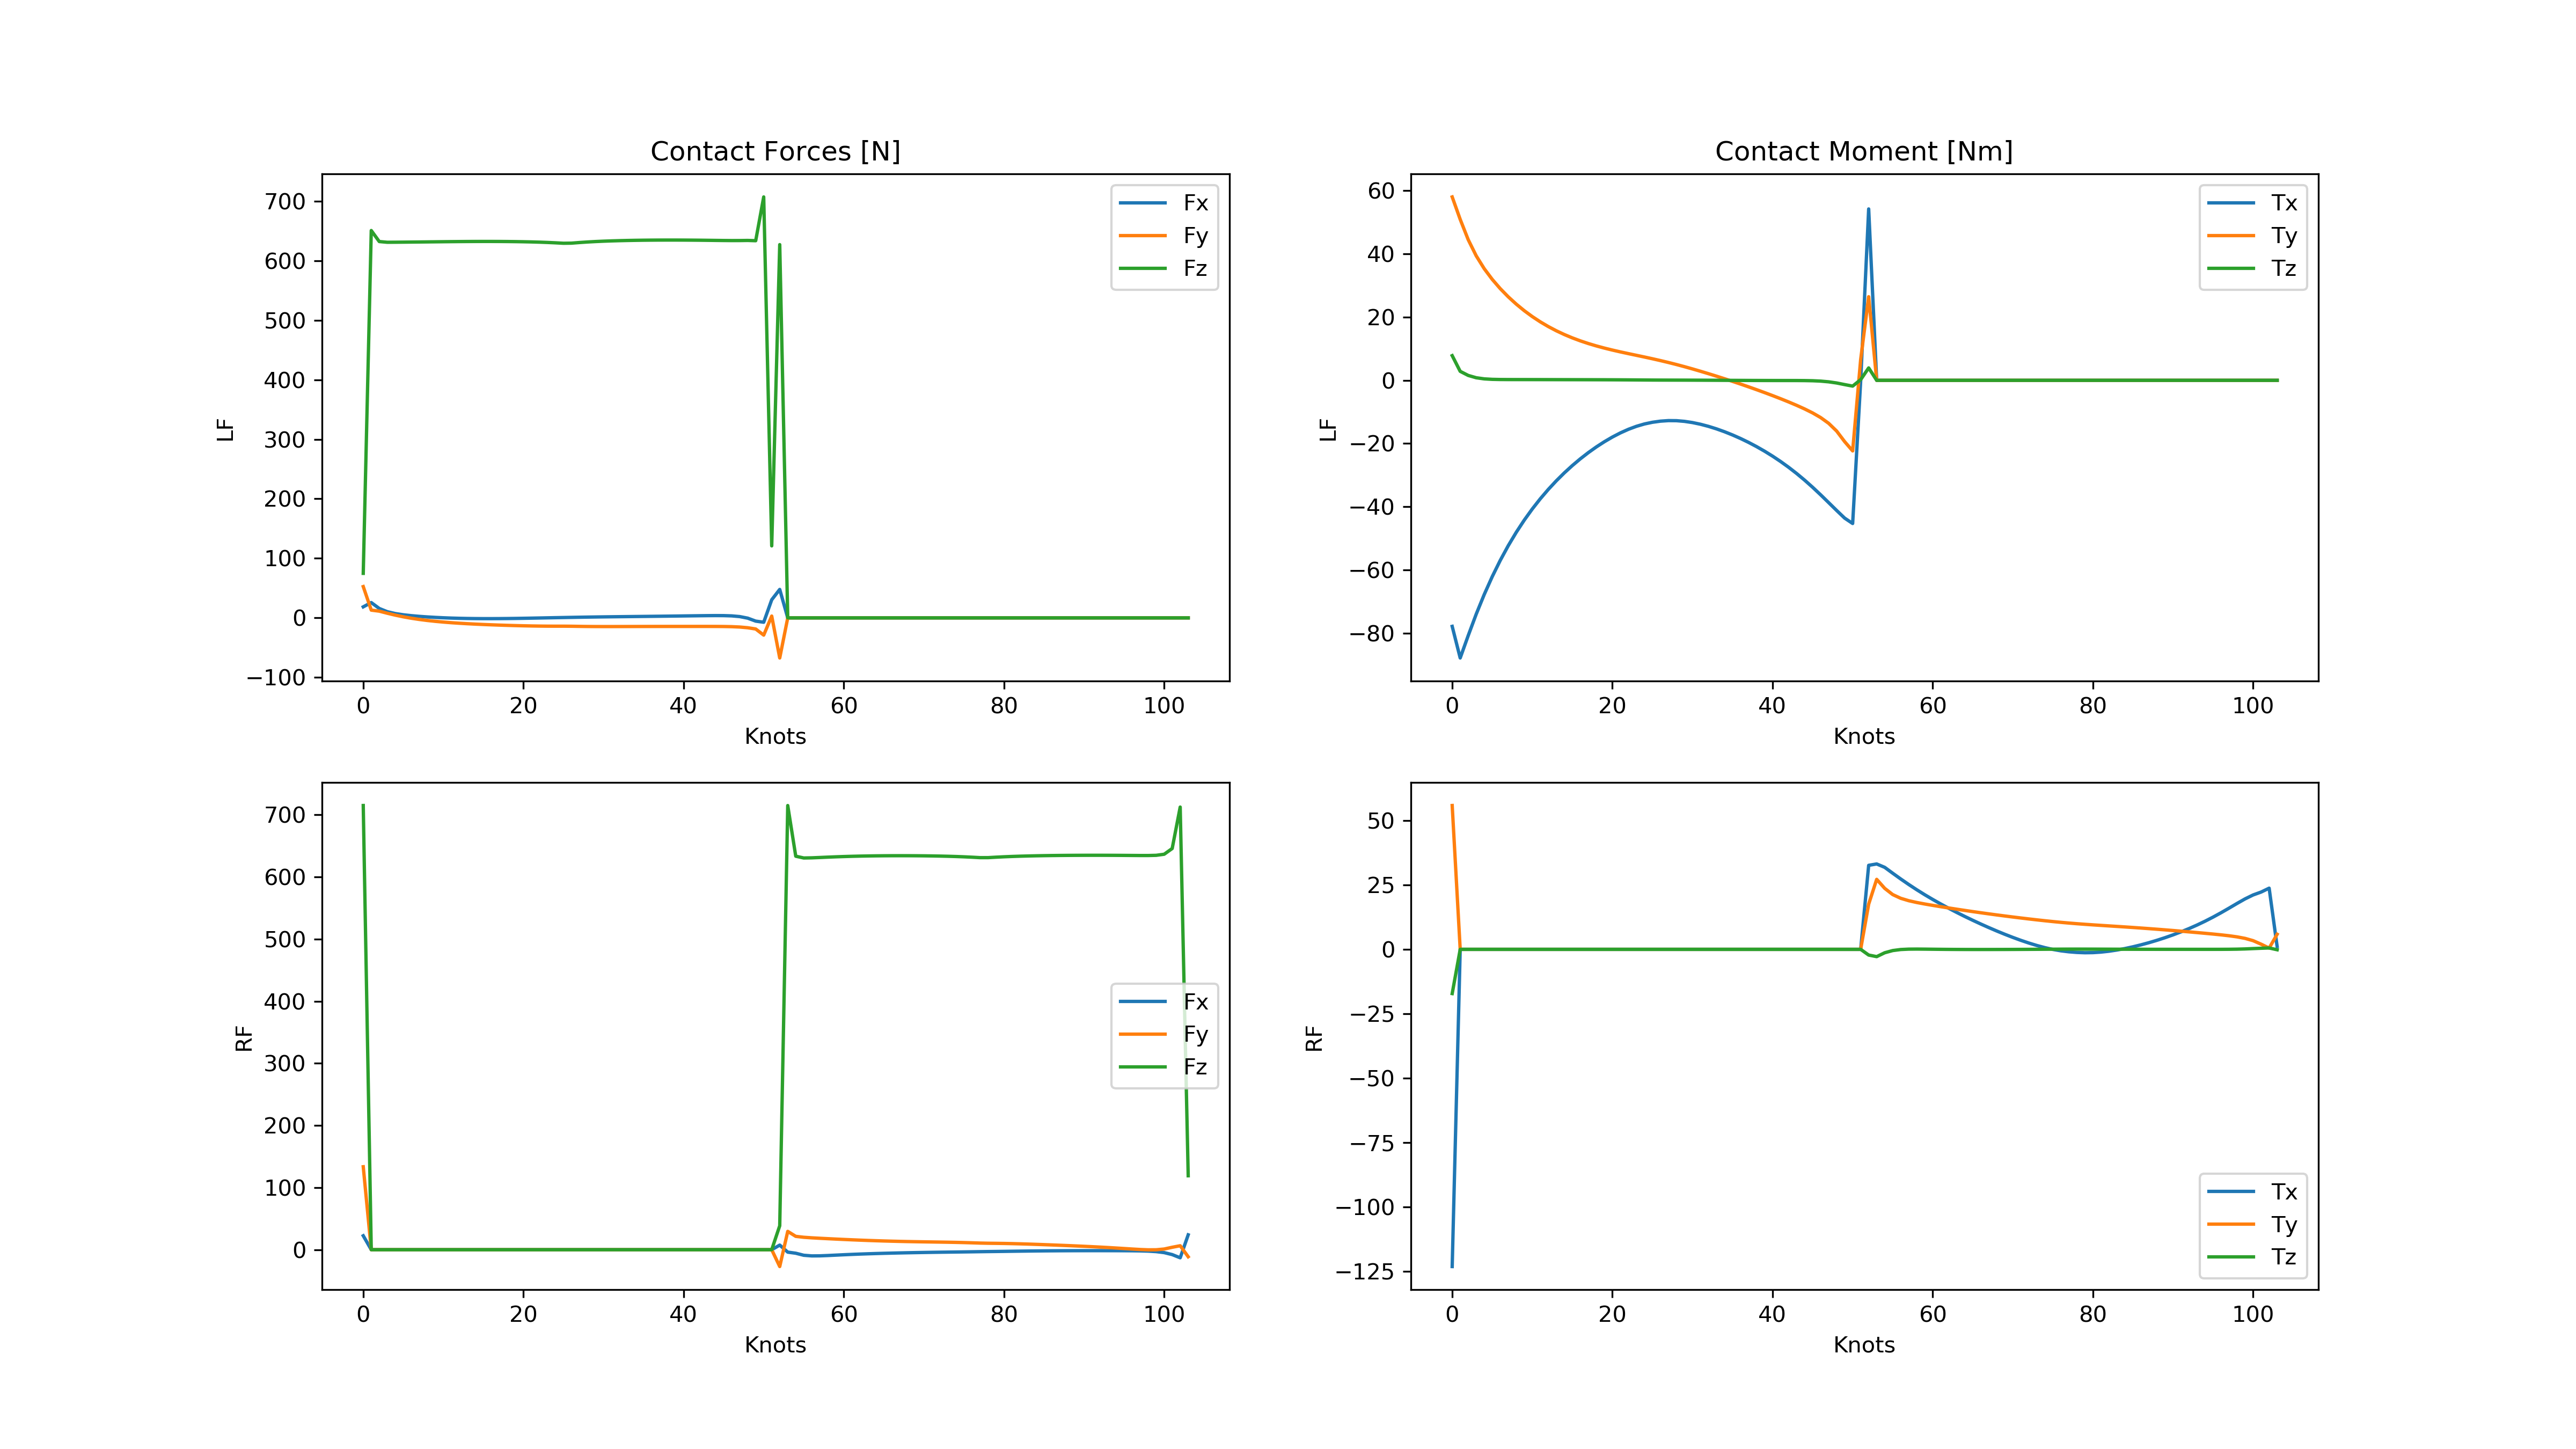 Contact Forces [N]
700
600
500
400
300
200
100
0
−100
LF
0 20 40 60 80 100
Knots
Fx
Fy
Fz
Contact Moment [Nm]
60
40
20
0
−20
−40
−60
−80
LF
0 20 40 60 80 100
Knots
Tx
Ty
Tz
700
600
500
400
300
200
100
0
RF
0 20 40 60 80 100
Knots
Fx
Fy
Fz
50
25
0
−25
−50
−75
−100
−125
RF
0 20 40 60 80 100
Knots
Tx
Ty
Tz